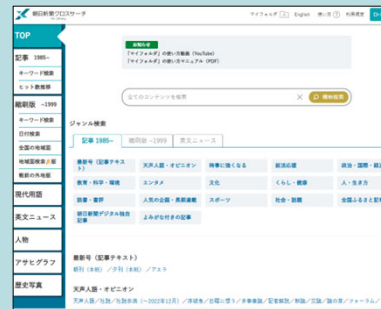 朝日新聞クロスサーチ
マイフォルダ
English
使い方
利用規定
TOP
お知らせ
「マイフォルダ」の使い方動画（YouTube）
「マイフォルダ」の使い方マニュアル（PDF）
記事 1985-
キーワード検索
ヒット数推移
縮刷版 -1999
キーワード検索
日付検索
全国の地域面
戦前の外地版
現代用語
英文ニュース
人物
アサヒグラフ
歴史写真
全てのコンテンツを検索
ジャンル検索
記事 1985-
縮刷版 -1999
英文ニュース
最新号（記事テキスト）
天声人語・オピニオン
時事に強くなる
就活応援
政治・国際・経
教育・科学・環境
エンタメ
文化
くらし・健康
人・生き方
読書・書評
人気の企画・長期連載
スポーツ
社会・話題
全国ふるさと記
朝日新聞デジタル独自記事
よみがな付きの記事
最新号（記事テキスト）
朝刊（本紙）／夕刊（本紙）／アエラ
天声人語・オピニオン